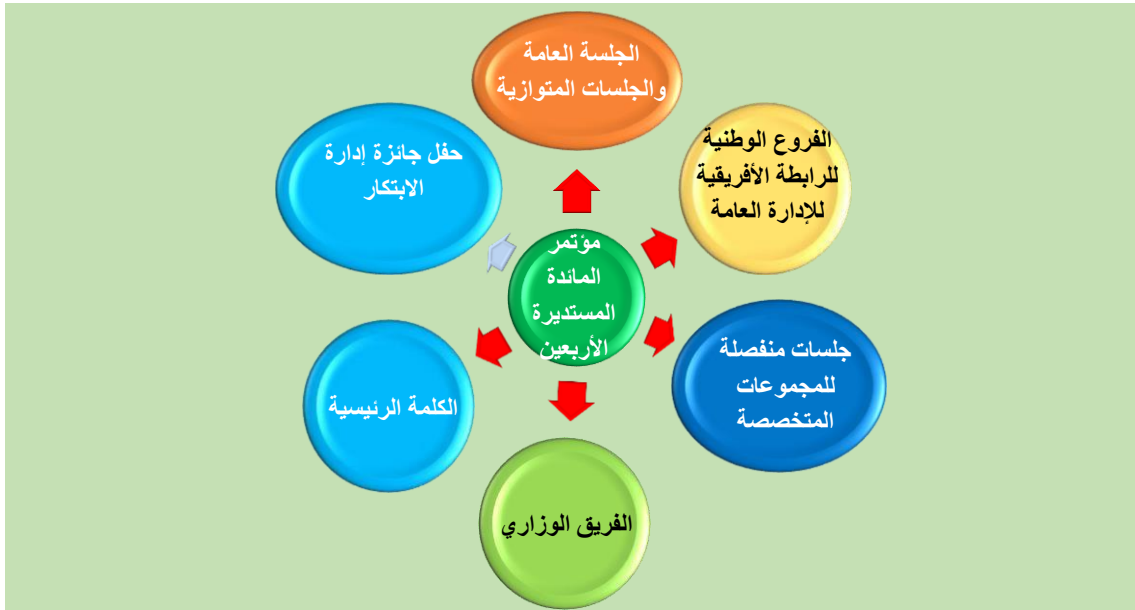 الجلسة العامة
والجلسات المتوازية
الفروع الوطنية
للرابطة الأفريقية
للإدارة العامة
حفل جائزة إدارة
الابتكار
مؤتمر
المائدة
المستديرة
الأربعين
جلسات منفصلة
للمجموعات
المتخصصة
الكلمة الرئيسية
الفريق الوزاري